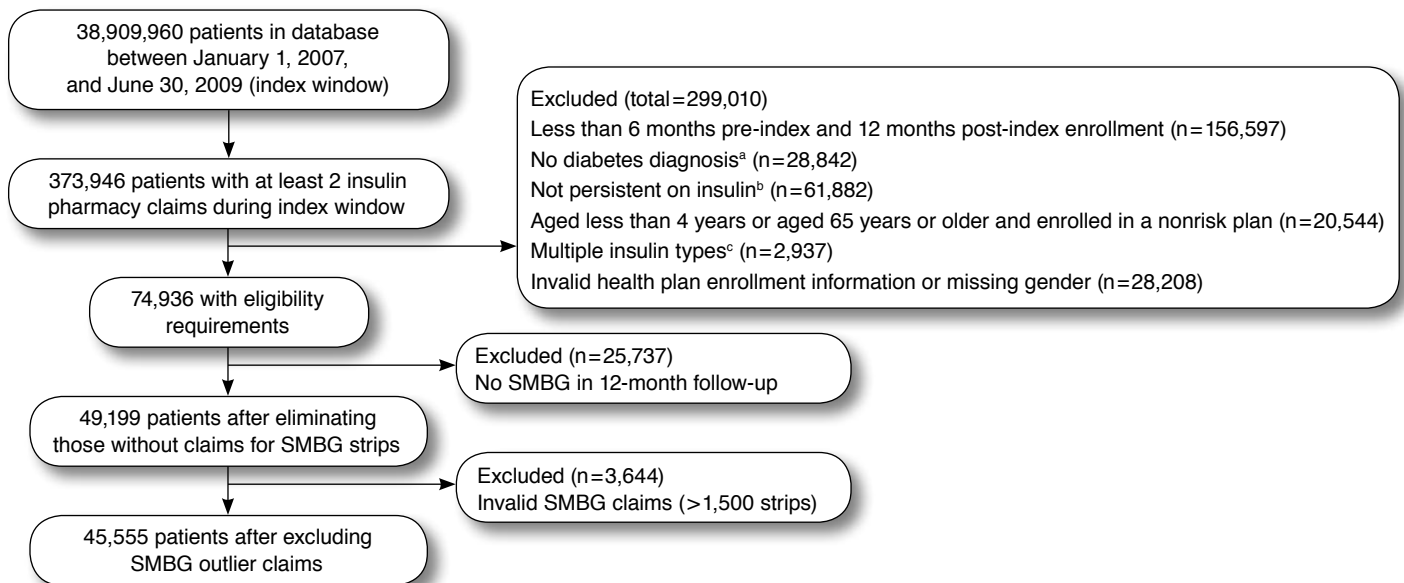 38,909,960 patients in database
between January 1, 2007,
and June 30, 2009 (index window)
373,946 patients with at least 2 insulin
pharmacy claims during index window
Excluded (total=299,010)
Less than 6 months pre-index and 12 months post-index enrollment (n=156,597)
No diabetes diagnosisᵃ (n=28,842)
Not persistent on insulinᵇ (n=61,882)
Aged less than 4 years or aged 65 years or older and enrolled in a nonrisk plan (n=20,544)
Multiple insulin typesᶜ (n=2,937)
Invalid health plan enrollment information or missing gender (n=28,208)
74,936 with eligibility
requirements
Excluded (n=25,737)
No SMBG in 12-month follow-up
49,199 patients after eliminating
those without claims for SMBG strips
Excluded (n=3,644)
Invalid SMBG claims (>1,500 strips)
45,555 patients after excluding
SMBG outlier claims